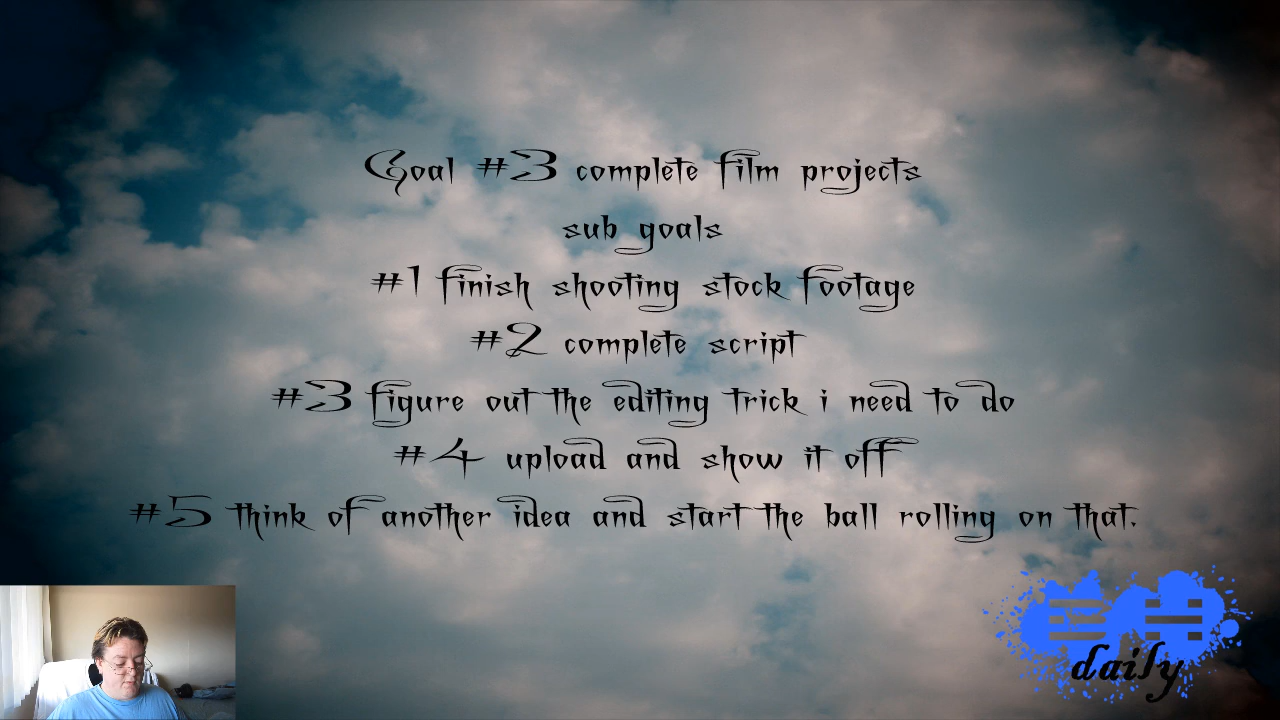 Goal #3 complete film projects
sub goals
#1 finish shooting stock footage
#2 complete script
#3 figure out the editing trick i need to do
#4 upload and show it off
#5 think of another idea and start the ball rolling on that.
EH
daily